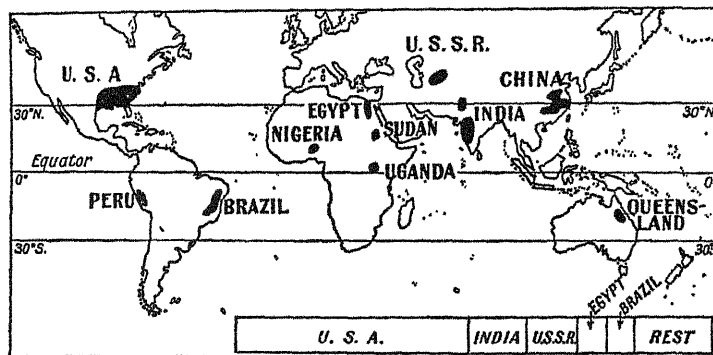 U.S.S.R.
U. S. A
CHINA
30°N.
EGYPT
INDIA
30°N.
NIGERIA
SUDAN
Equator
UGANDA
0°
0°
PERU
BRAZIL
QUEENS-
LAND
30°S.
30°S.
EGYPT
BRAZIL
U. S. A.
INDIA
U.S.S.R.
REST